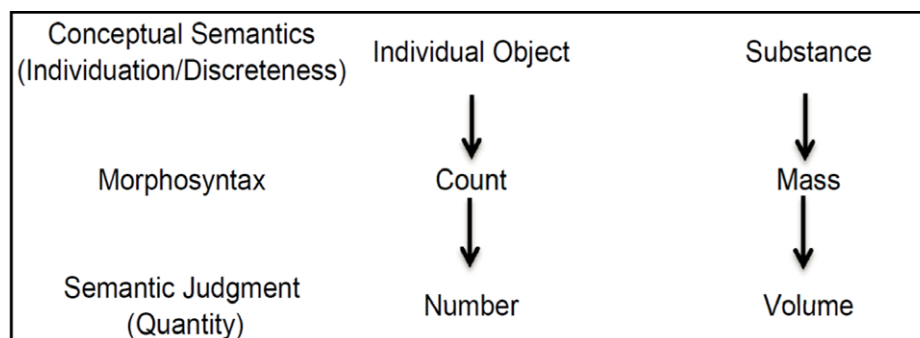 Conceptual Semantics
(Individuation/Discreteness)
Individual Object
Substance
Morphosyntax
Count
Mass
Semantic Judgment
(Quantity)
Number
Volume